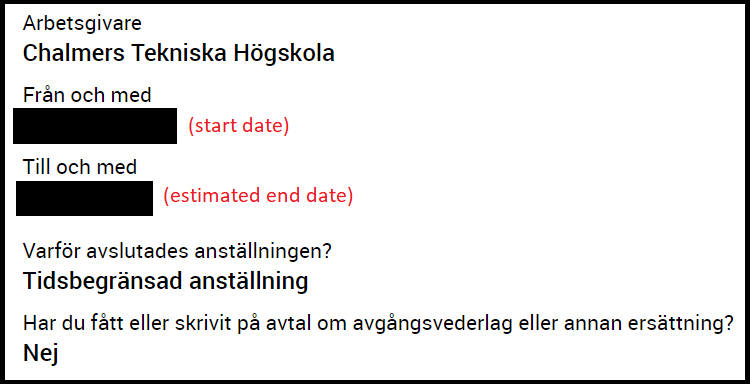 Arbetsgivare
Chalmers Tekniska Högskola
Från och med
(start date)
Till och med
(estimated end date)
Varför avslutades anställningen?
Tidsbegränsad anställning
Har du fått eller skrivit på avtal om avgångsvederlag eller annan ersättning?
Nej